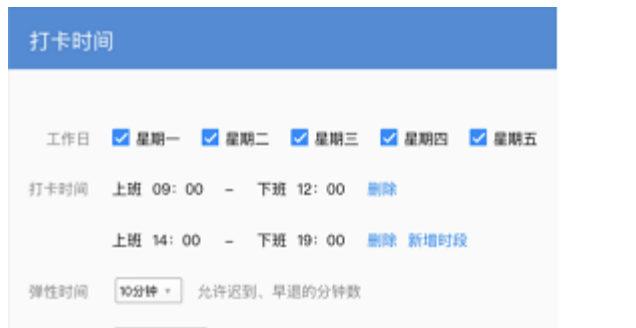 打卡时间
工作日 星期一 星期二 星期三 星期四 星期五
打卡时间 上班 09：00 － 下班 12：00 删除
上班 14：00 － 下班 19：00 删除 新增时段
弹性时间 10分钟 允许迟到、早退的分钟数